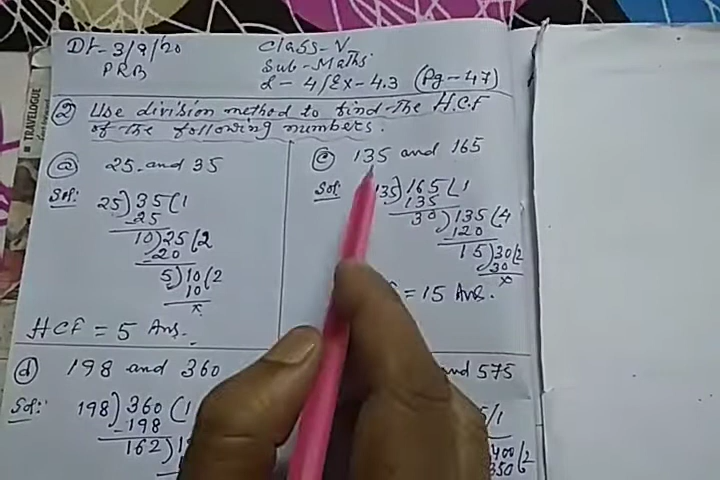 Dt- 3/9/20
PRB
Class-V
Sub-Maths
L-4/Ex-4.3 (Pg-47)
② Use division method to find the H.C.F
of the following numbers.
ⓐ 25 and 35
Sol:
25) 35 (1
-25
10) 25 (2
-20
5) 10 (2
10
x
HCF = 5 Ans.
ⓒ 135 and 165
Sol:
135) 165 (1
135
30) 135 (4
-120
15) 30 (2
-30
x
= 15 Ans.
ⓓ 198 and 360
Sol:
198) 360 (1
-198
162)
and 575
400 (2
350
TRAVELOGUE